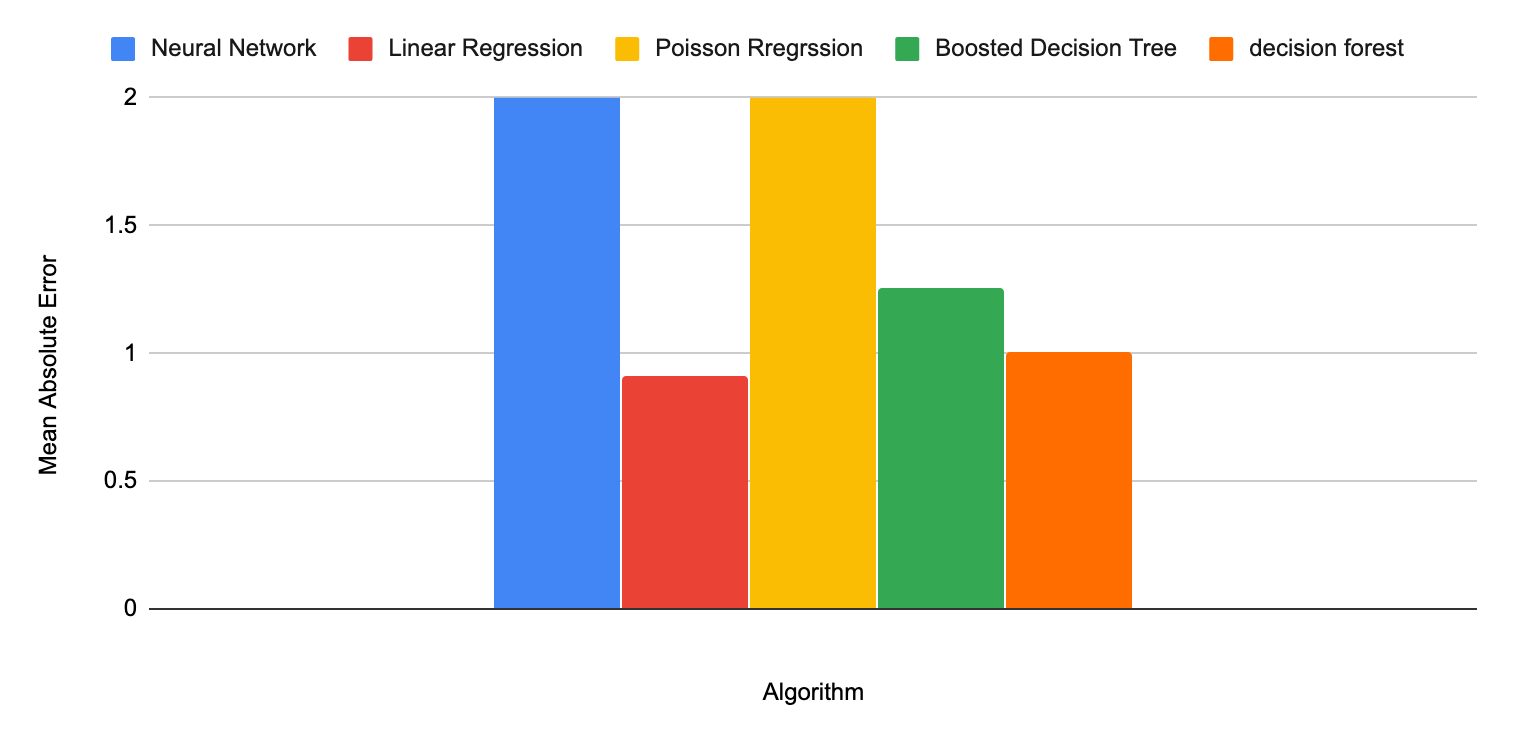 Neural Network Linear Regression Poisson Rregrssion Boosted Decision Tree decision forest
2
1.5
1
0.5
0
Mean Absolute Error
Algorithm